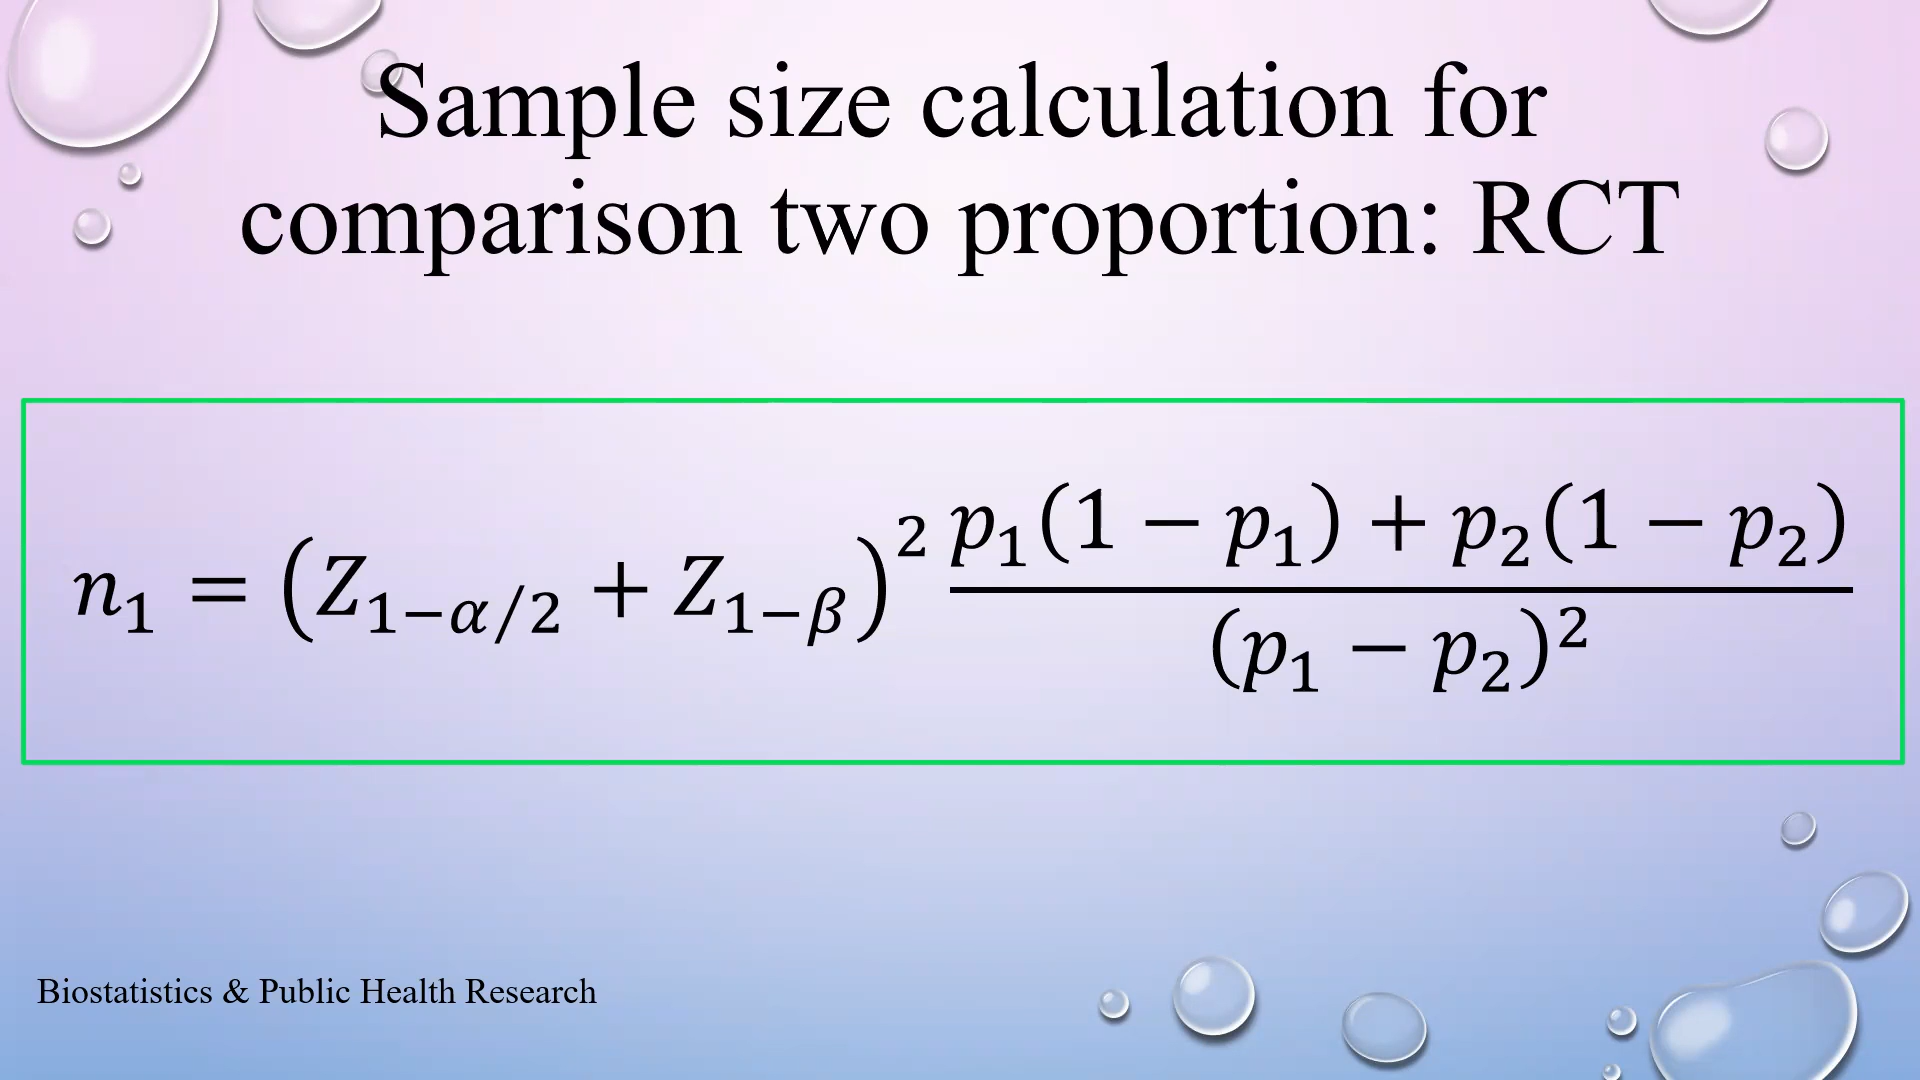 Sample size calculation for
comparison two proportion: RCT
n₁ = (Z₁₋α/₂ + Z₁₋β)² p₁(1 − p₁) + p₂(1 − p₂) / (p₁ − p₂)²
Biostatistics & Public Health Research